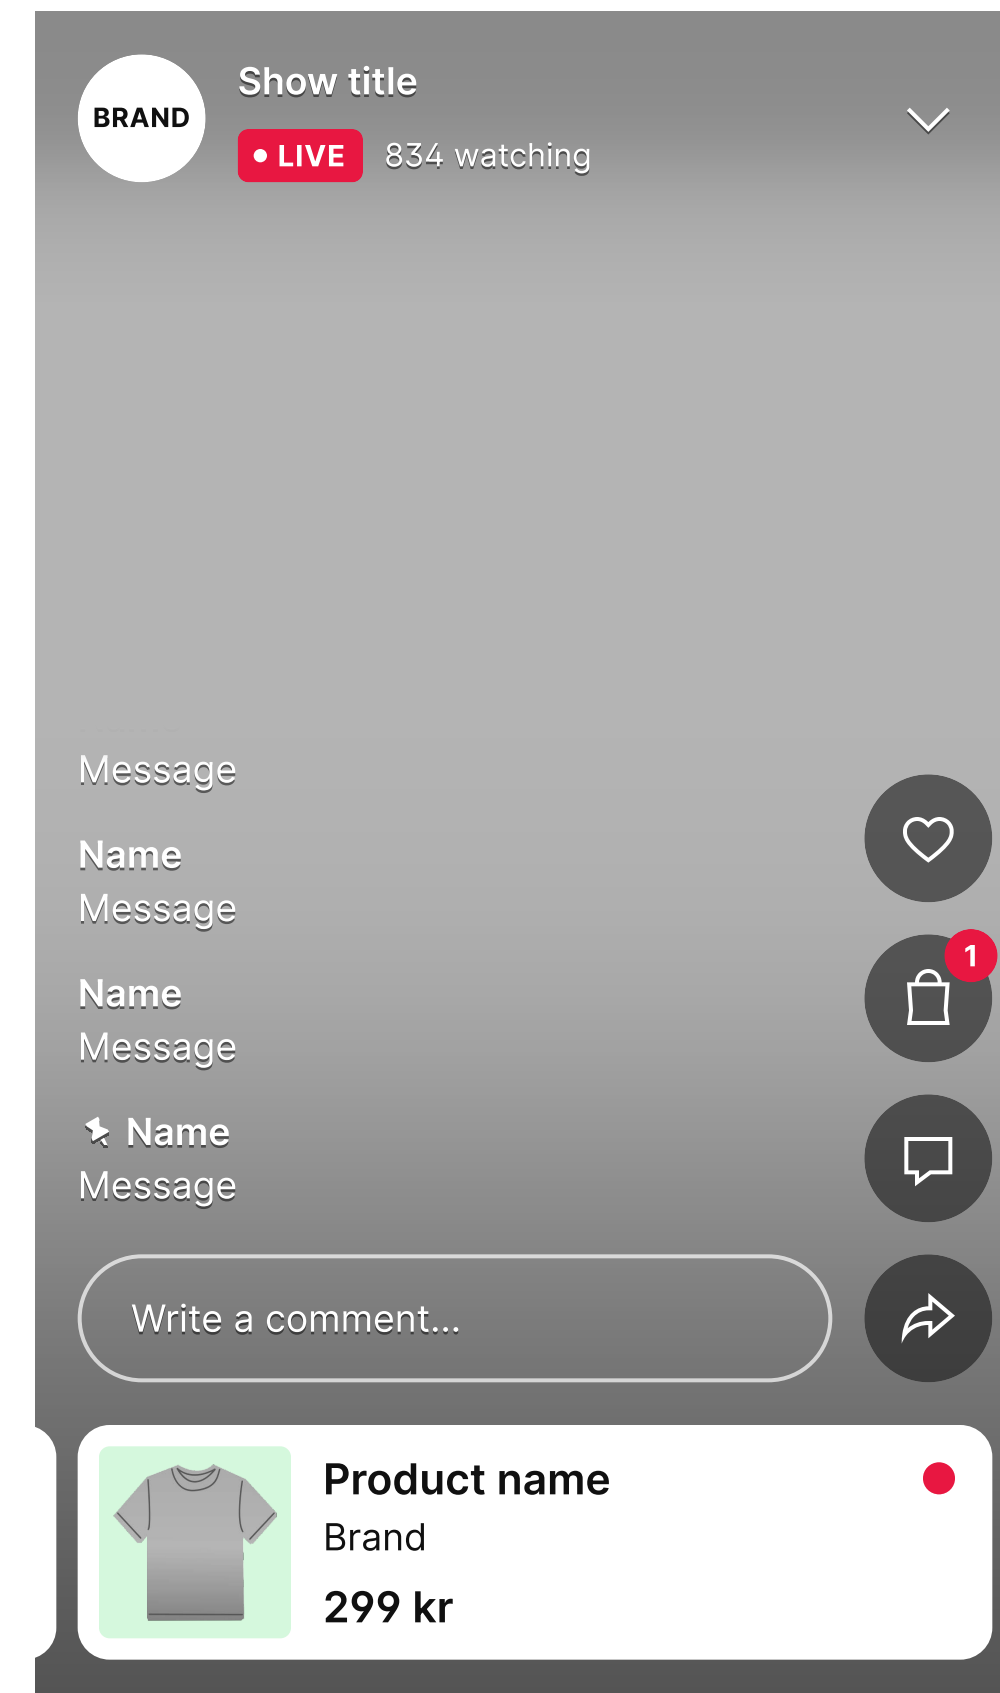 BRAND
Show title
LIVE
834 watching
Message
Name
Message
Name
Message
1
Name
Message
Write a comment...
Product name
Brand
299 kr